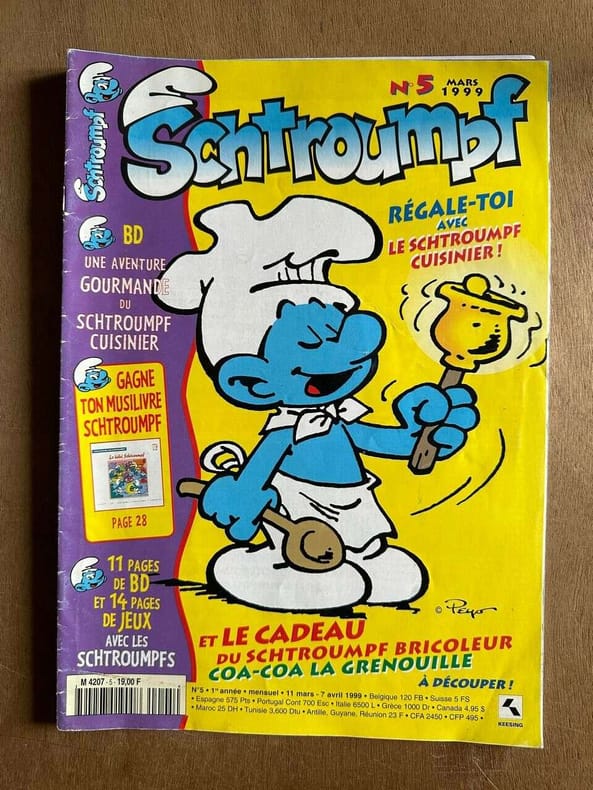 N°5 MARS
1999
Schtroumpf
Schtroumpf
RÉGALE-TOI
AVEC
LE SCHTROUMPF
CUISINIER !
BD
UNE AVENTURE
GOURMANDE
DU
SCHTROUMPF
CUISINIER
GAGNE
TON MUSILIVRE
SCHTROUMPF
PAGE 28
11 PAGES
DE BD
ET 14 PAGES
DE JEUX
AVEC LES
SCHTROUMPFS
© Peyo
ET LE CADEAU
DU SCHTROUMPF BRICOLEUR
COA-COA LA GRENOUILLE
À DÉCOUPER !
M 4207 - 5 - 19,00 F
N°5 • 1re année • mensuel • 11 mars - 7 avril 1999 • Belgique 120 FB • Suisse 5 FS
• Espagne 575 Pts • Portugal Cont 700 Esc • Italie 6500 L • Grèce 1000 Dr • Canada 4,95 $
• Maroc 25 DH • Tunisie 3,600 Dtu • Antille, Guyane, Réunion 23 F • CFA 2450 • CFP 495 •
KEESING